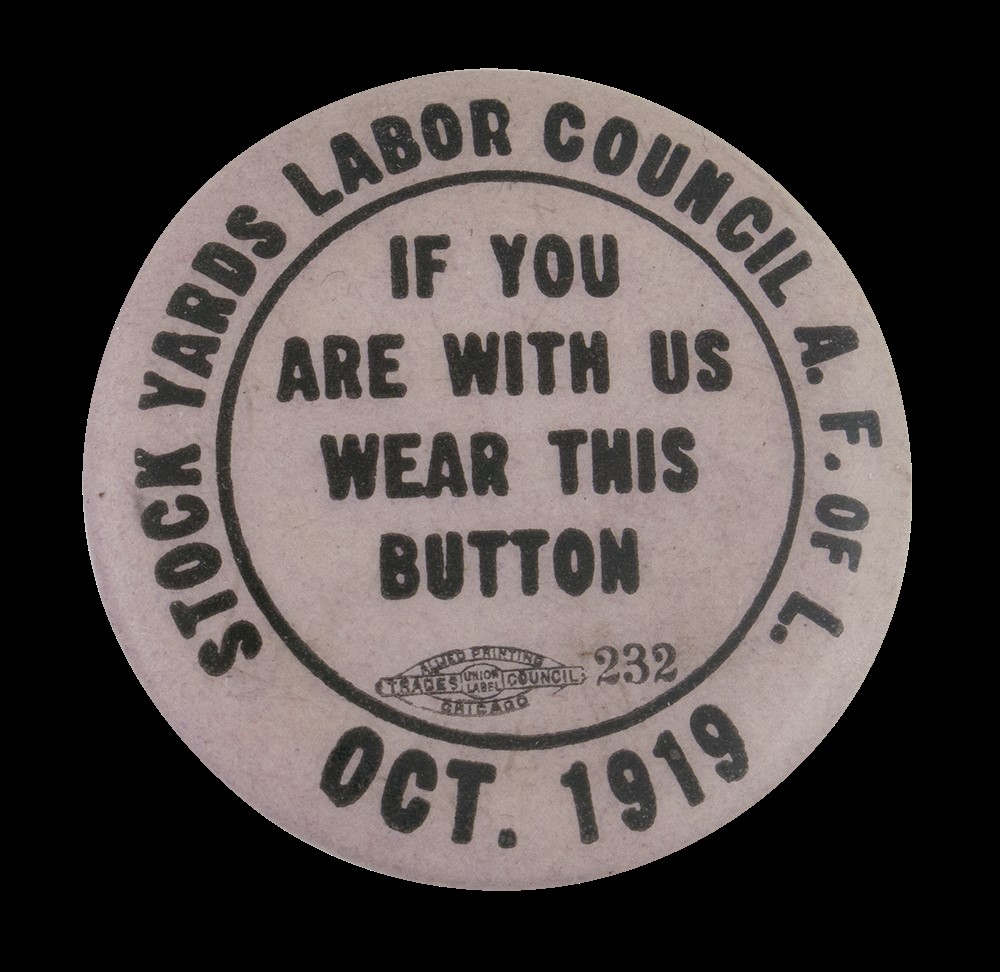 STOCK YARDS LABOR COUNCIL A. F. OF L.
IF YOU
ARE WITH US
WEAR THIS
BUTTON
ALLIED PRINTING
TRADES UNION LABEL COUNCIL
CHICAGO
232
OCT. 1919